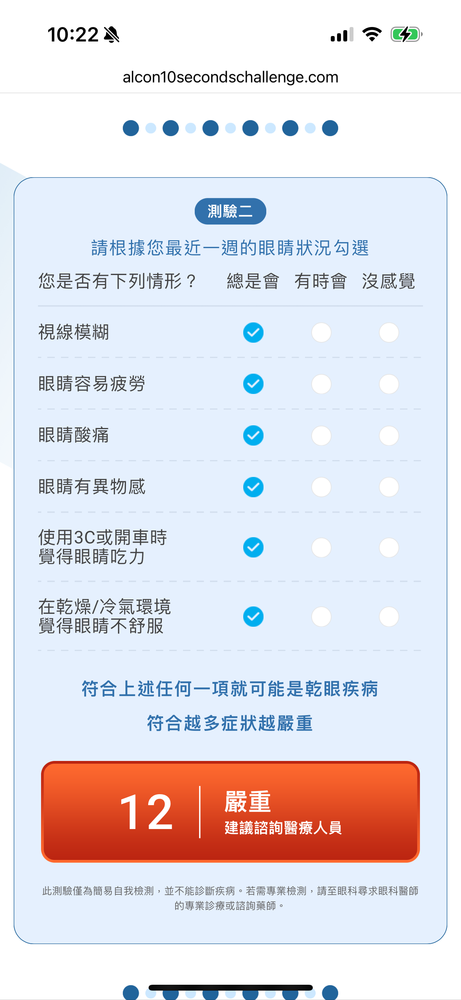 10:22
alcon10secondschallenge.com
測驗二
請根據您最近一週的眼睛狀況勾選
您是否有下列情形？ 總是會 有時會 沒感覺
視線模糊
眼睛容易疲勞
眼睛酸痛
眼睛有異物感
使用3C或開車時
覺得眼睛吃力
在乾燥/冷氣環境
覺得眼睛不舒服
符合上述任何一項就可能是乾眼疾病
符合越多症狀越嚴重
12
嚴重
建議諮詢醫療人員
此測驗僅為簡易自我檢測，並不能診斷疾病。若需專業檢測，請至眼科尋求眼科醫師
的專業診療或諮詢藥師。